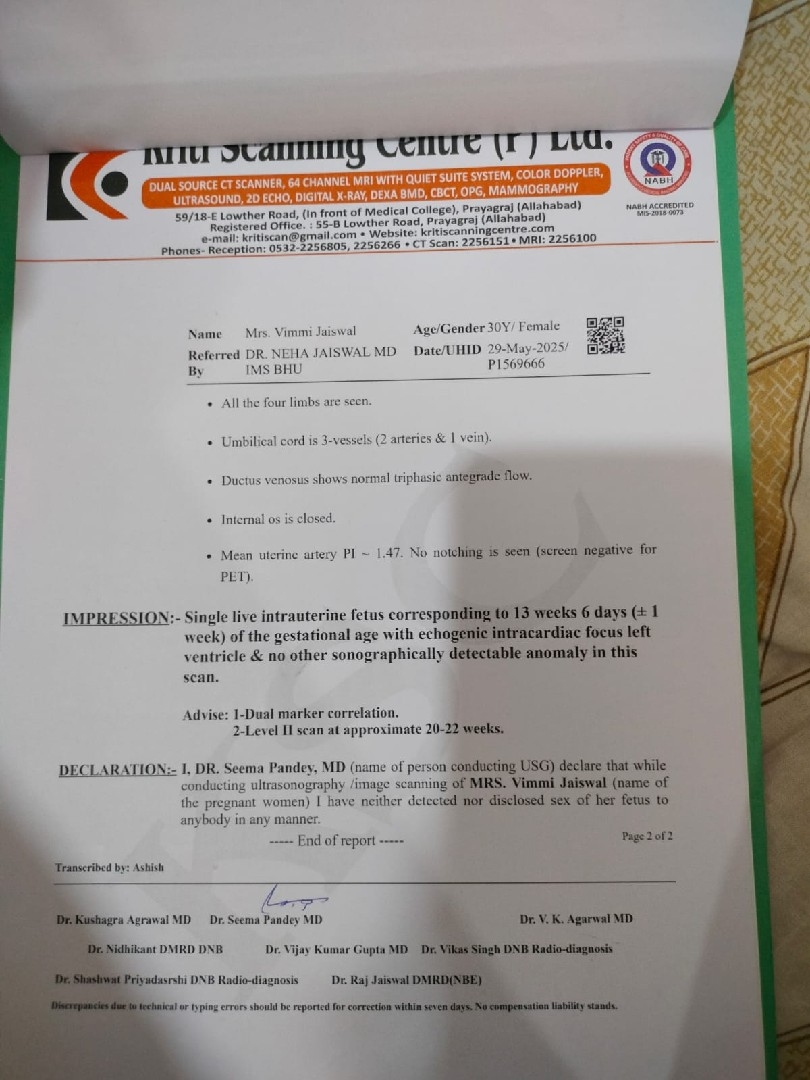 Kriti Scanning Centre (P) Ltd.
DUAL SOURCE CT SCANNER, 64 CHANNEL MRI WITH QUIET SUITE SYSTEM, COLOR DOPPLER,
ULTRASOUND, 2D ECHO, DIGITAL X-RAY, DEXA BMD, CBCT, OPG, MAMMOGRAPHY
59/18-E Lowther Road, (In front of Medical College), Prayagraj (Allahabad)
Registered Office. : 55-B Lowther Road, Prayagraj (Allahabad)
e-mail: kritiscan@gmail.com • Website: kritiscanningcentre.com
Phones- Reception: 0532-2256805, 2256266 • CT Scan: 2256151 • MRI: 2256100
NABH
NABH ACCREDITED
MIS-2018-0073
Name Mrs. Vimmi Jaiswal Age/Gender 30Y/ Female
Referred By DR. NEHA JAISWAL MD IMS BHU Date/UHID 29-May-2025/ P1569666
• All the four limbs are seen.
• Umbilical cord is 3-vessels (2 arteries & 1 vein).
• Ductus venosus shows normal triphasic antegrade flow.
• Internal os is closed.
• Mean uterine artery PI ~ 1.47. No notching is seen (screen negative for
PET).
IMPRESSION:- Single live intrauterine fetus corresponding to 13 weeks 6 days (± 1
week) of the gestational age with echogenic intracardiac focus left
ventricle & no other sonographically detectable anomaly in this
scan.
Advise: 1-Dual marker correlation.
2-Level II scan at approximate 20-22 weeks.
DECLARATION:- I, DR. Seema Pandey, MD (name of person conducting USG) declare that while
conducting ultrasonography /image scanning of MRS. Vimmi Jaiswal (name of
the pregnant women) I have neither detected nor disclosed sex of her fetus to
anybody in any manner.
----- End of report -----
Page 2 of 2
Transcribed by: Ashish
Dr. Kushagra Agrawal MD Dr. Seema Pandey MD Dr. V. K. Agarwal MD
Dr. Nidhikant DMRD DNB Dr. Vijay Kumar Gupta MD Dr. Vikas Singh DNB Radio-diagnosis
Dr. Shashwat Priyadasrshi DNB Radio-diagnosis Dr. Raj Jaiswal DMRD(NBE)
Discrepancies due to technical or typing errors should be reported for correction within seven days. No compensation liability stands.